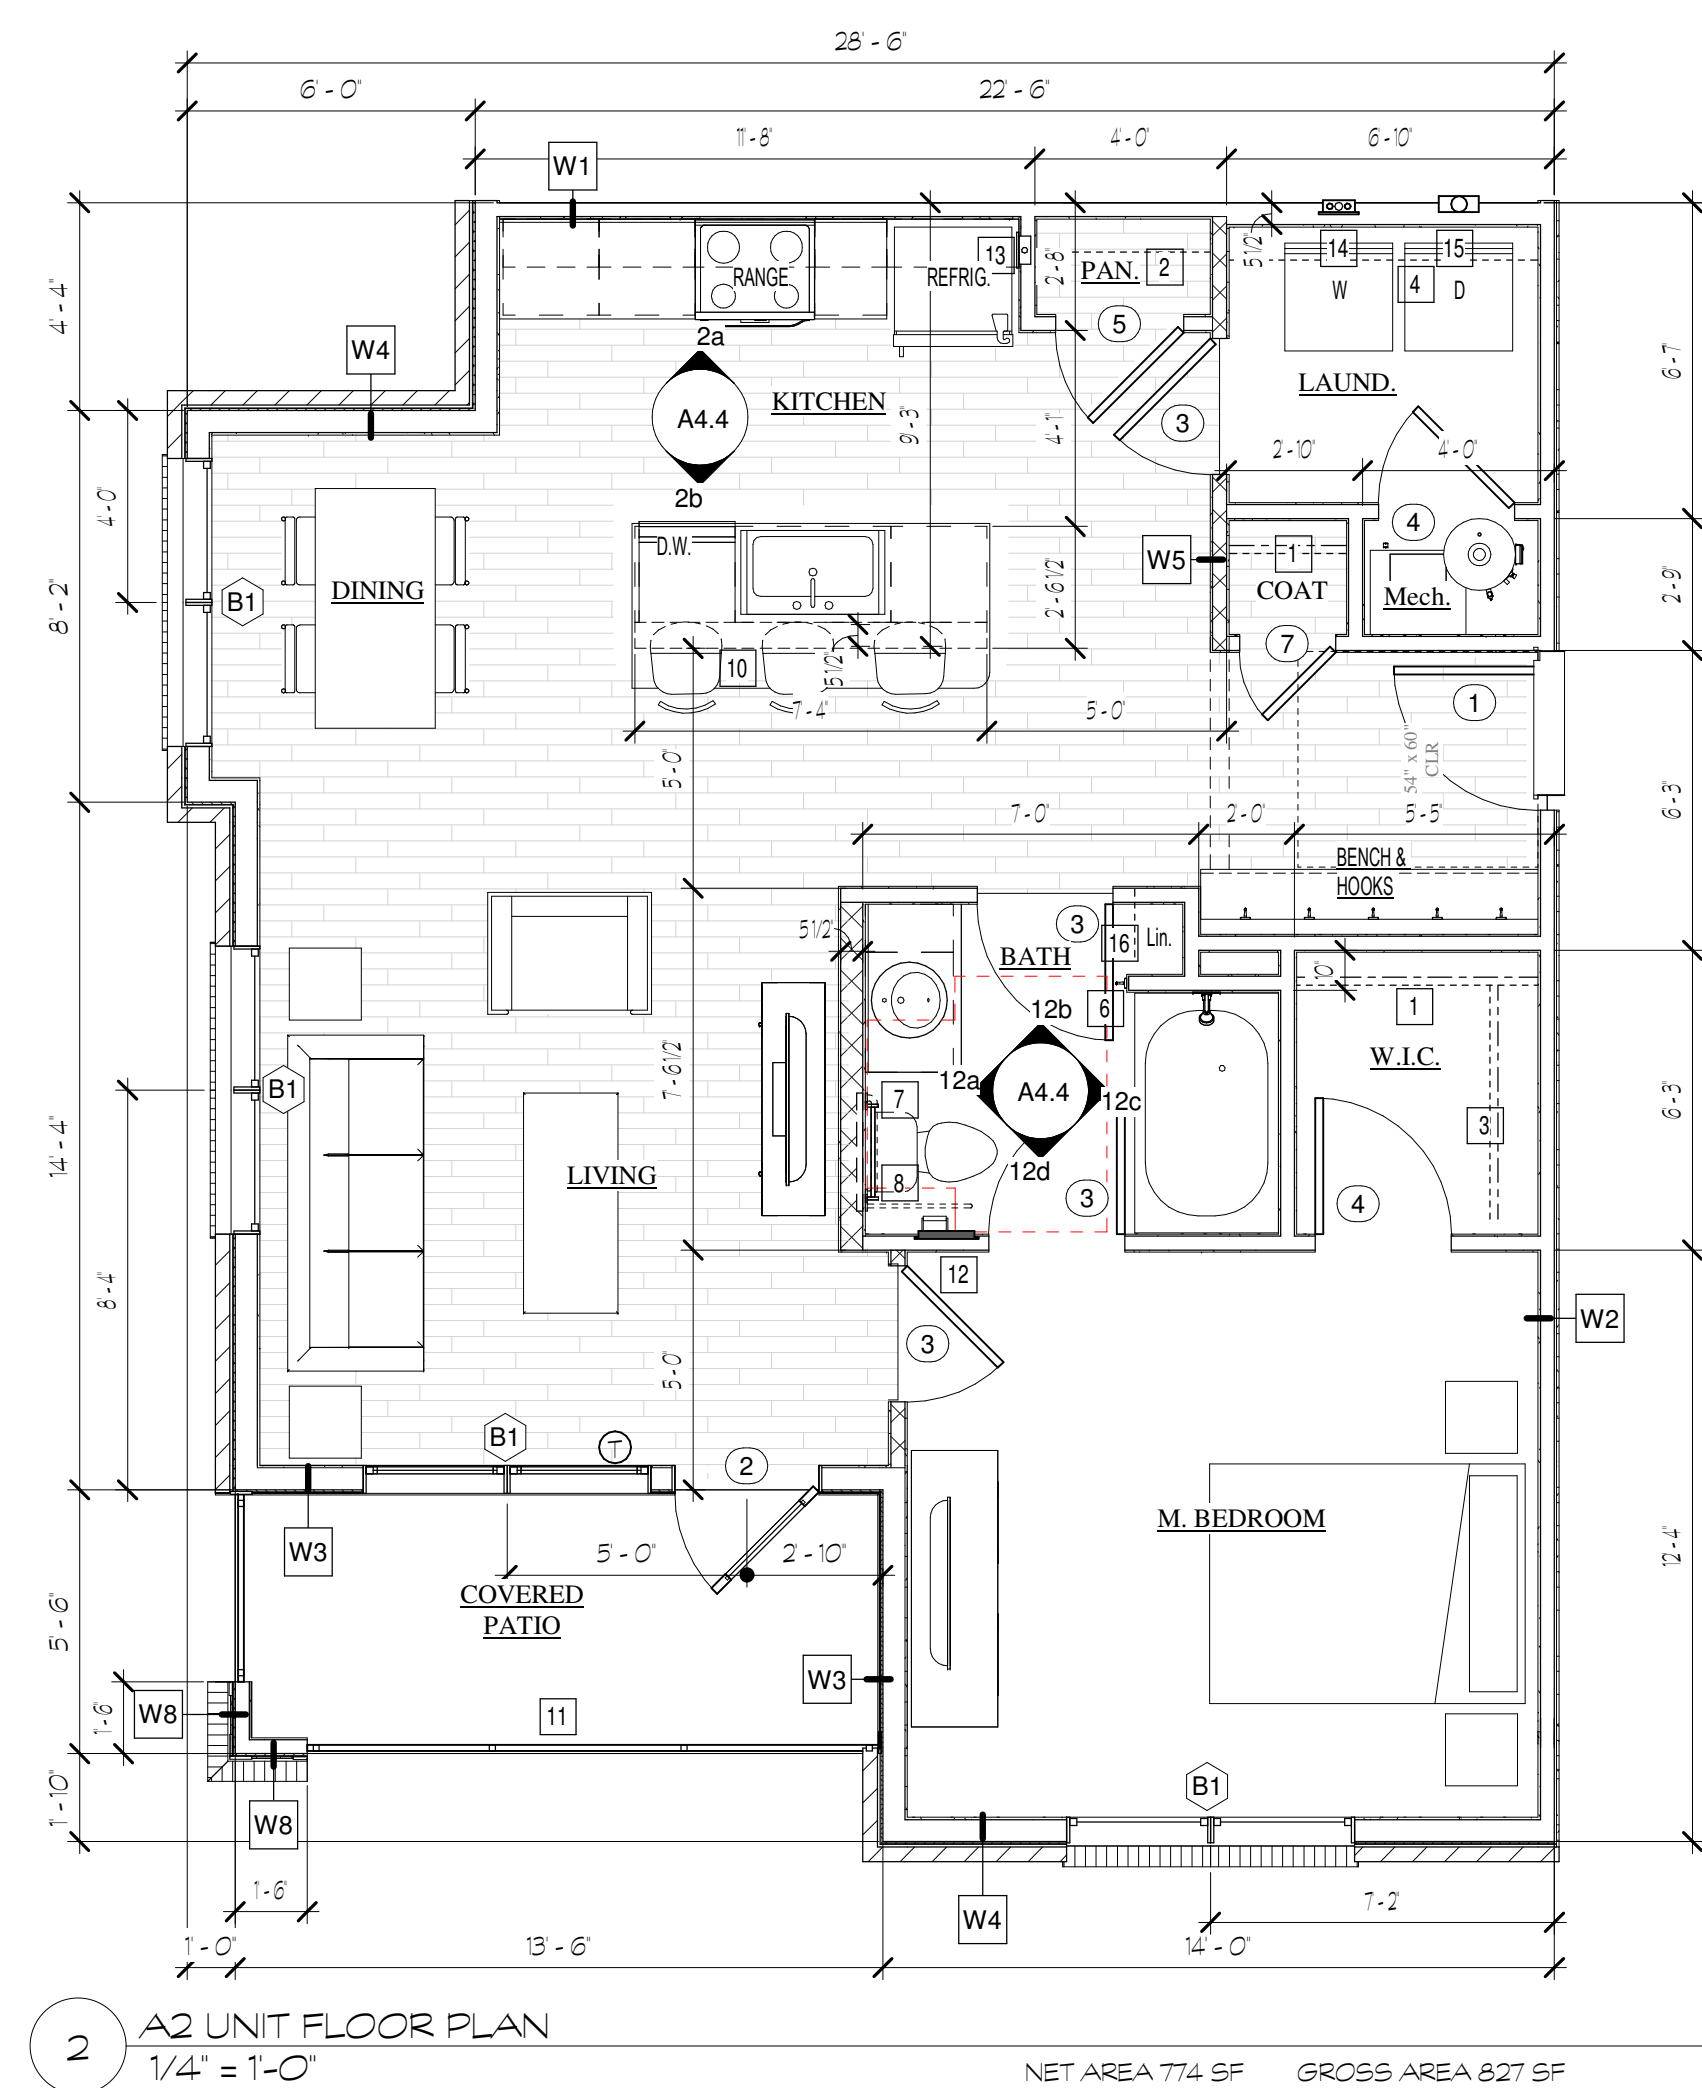 28' - 6"
6' - 0"
22' - 6"
11' - 8"
4' - 0"
6' - 10"
W1
4' - 4"
W4
RANGE
REFRIG.
13
2' - 8"
PAN.
2
5 1/2"
14
15
W
4
D
6' - 7"
2a
5
A4.4
KITCHEN
9' - 3"
4' - 1"
3
LAUND.
2b
2' - 10"
4' - 0"
4' - 0"
8' - 2"
B1
DINING
D.W.
W5
1
COAT
4
Mech.
2' - 9"
2' - 6 1/2"
10
5 1/2"
7
7' - 4"
5' - 0"
1
54" x 60"
CLR
5' - 0"
7' - 0"
2' - 0"
5' - 5"
6' - 3"
BENCH &
HOOKS
5 1/2"
3
BATH
16
Lin.
10"
12b
6
1
W.I.C.
B1
7' - 6 1/2"
12a
A4.4
12c
7
3
6' - 3"
14' - 4"
LIVING
8
12d
3
4
8' - 4"
12
3
W2
5' - 0"
B1
T
2
W3
5' - 0"
2' - 10"
M. BEDROOM
12' - 4"
COVERED
PATIO
5' - 6"
W3
1' - 6"
W8
11
1' - 10"
W8
B1
1' - 6"
W4
7' - 2"
1' - 0"
13' - 6"
14' - 0"
2
A2 UNIT FLOOR PLAN
1/4" = 1'-0"
NET AREA 774 SF
GROSS AREA 827 SF